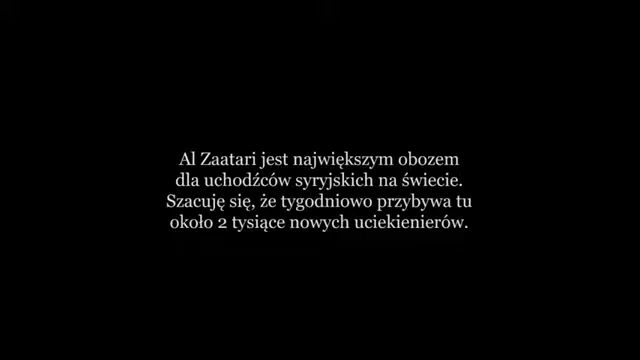 Al Zaatari jest największym obozem
dla uchodźców syryjskich na świecie.
Szacuję się, że tygodniowo przybywa tu
około 2 tysiące nowych uciekienierów.